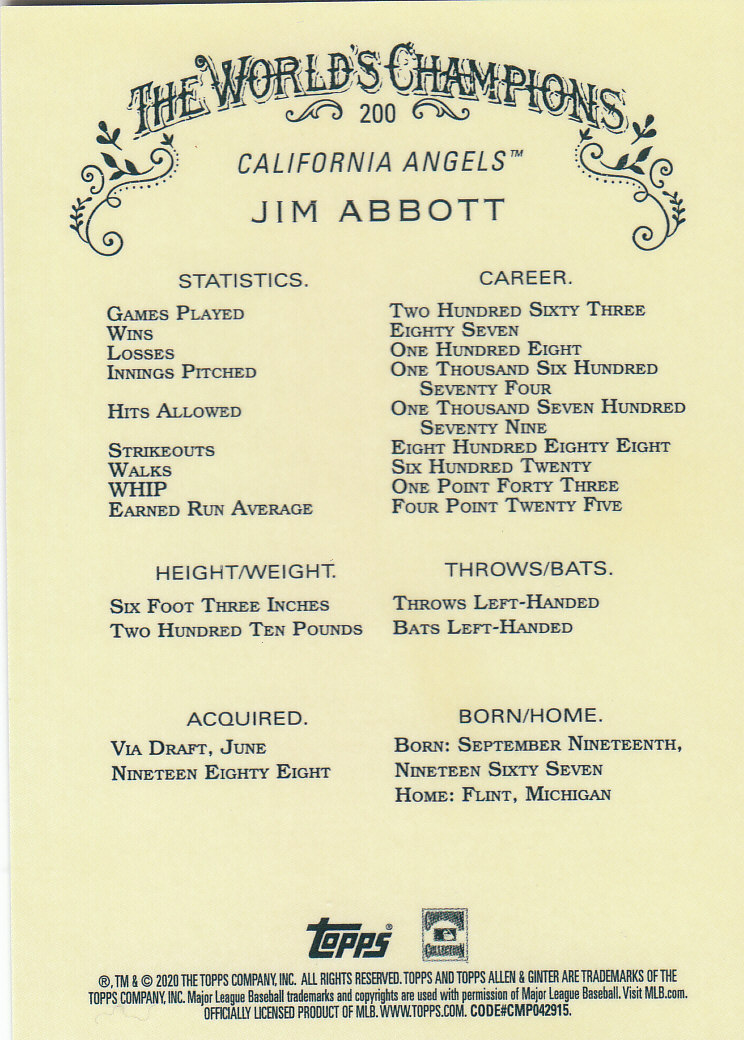 THE WORLD'S CHAMPIONS
200
CALIFORNIA ANGELS™
JIM ABBOTT
STATISTICS. CAREER.
GAMES PLAYED TWO HUNDRED SIXTY THREE
WINS EIGHTY SEVEN
LOSSES ONE HUNDRED EIGHT
INNINGS PITCHED ONE THOUSAND SIX HUNDRED
SEVENTY FOUR
HITS ALLOWED ONE THOUSAND SEVEN HUNDRED
SEVENTY NINE
STRIKEOUTS EIGHT HUNDRED EIGHTY EIGHT
WALKS SIX HUNDRED TWENTY
WHIP ONE POINT FORTY THREE
EARNED RUN AVERAGE FOUR POINT TWENTY FIVE
HEIGHT/WEIGHT. THROWS/BATS.
SIX FOOT THREE INCHES THROWS LEFT-HANDED
TWO HUNDRED TEN POUNDS BATS LEFT-HANDED
ACQUIRED. BORN/HOME.
VIA DRAFT, JUNE BORN: SEPTEMBER NINETEENTH,
NINETEEN EIGHTY EIGHT NINETEEN SIXTY SEVEN
HOME: FLINT, MICHIGAN
TOPPS®
COOPERSTOWN
COLLECTION
®, TM & © 2020 THE TOPPS COMPANY, INC. ALL RIGHTS RESERVED. TOPPS AND TOPPS ALLEN & GINTER ARE TRADEMARKS OF THE
TOPPS COMPANY, INC. Major League Baseball trademarks and copyrights are used with permission of Major League Baseball. Visit MLB.com.
OFFICIALLY LICENSED PRODUCT OF MLB. WWW.TOPPS.COM. CODE#CMP042915.